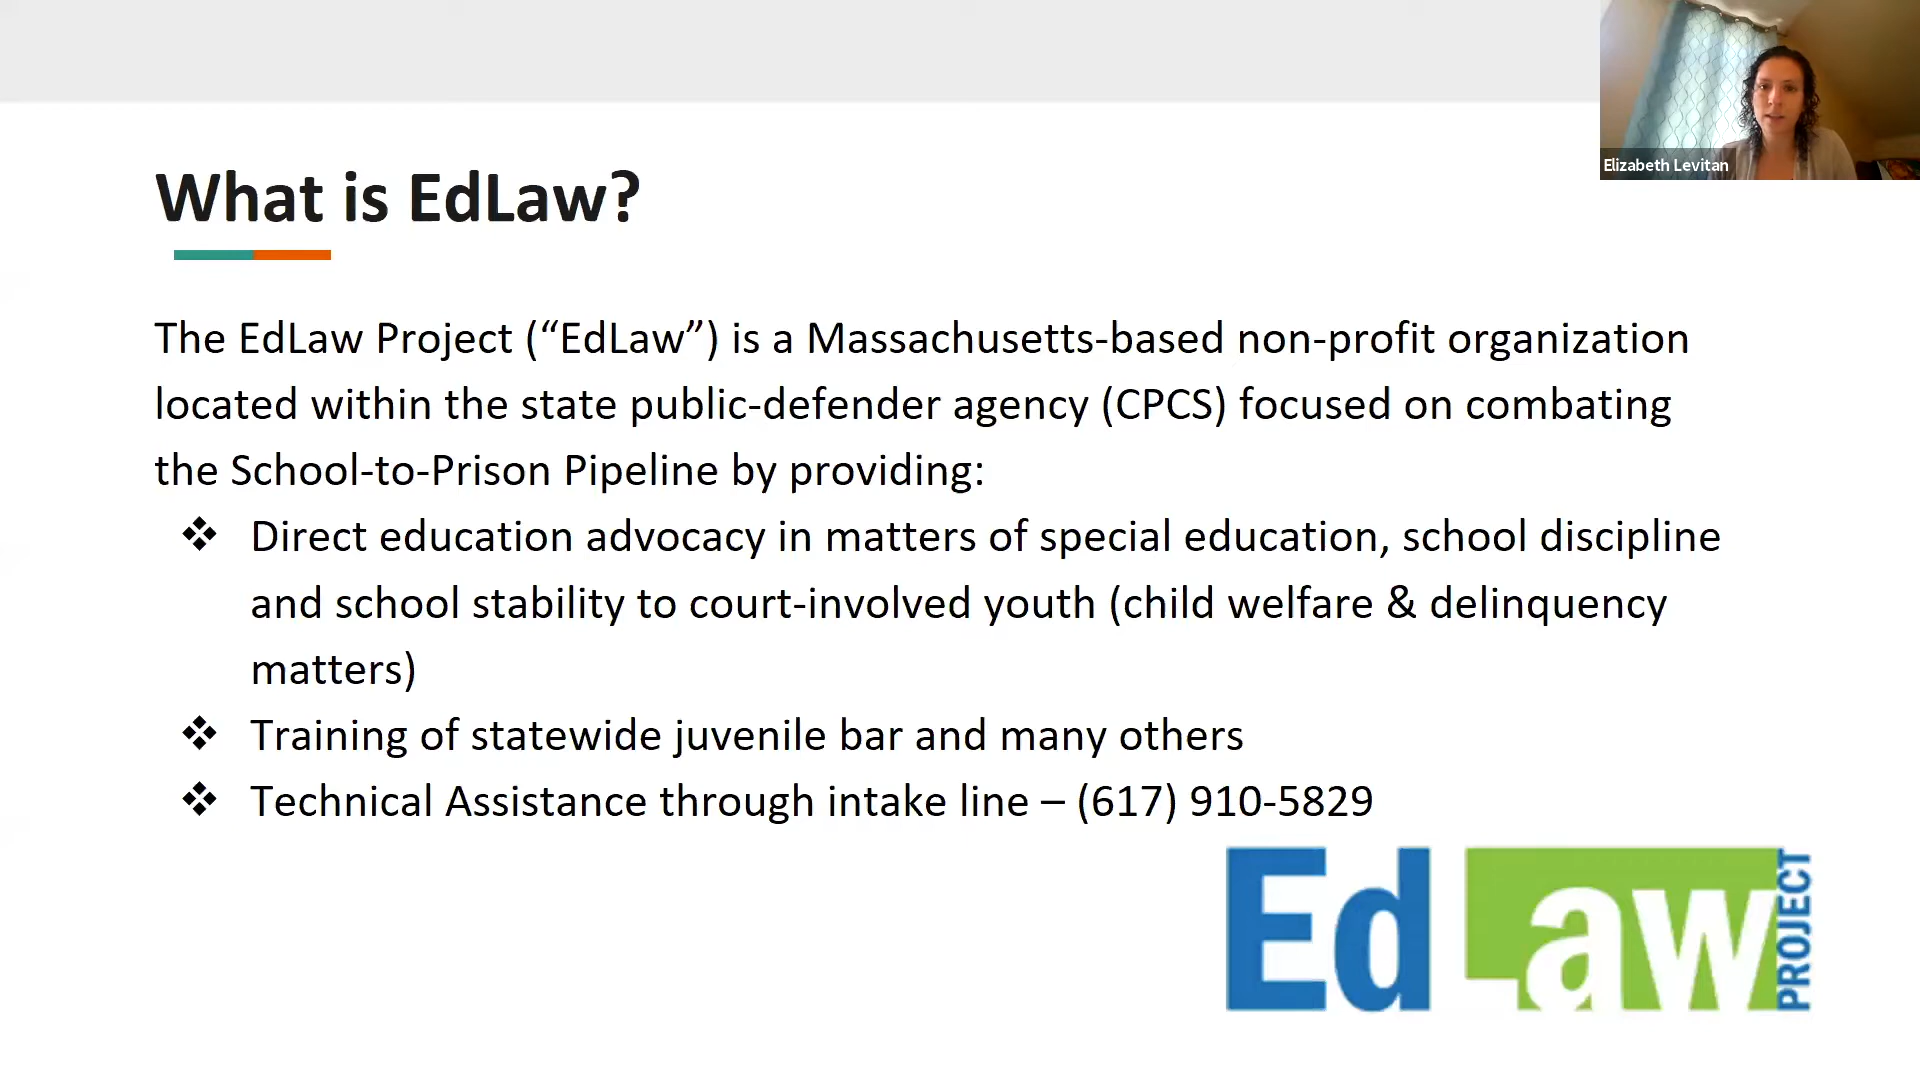 Elizabeth Levitan
What is EdLaw?
The EdLaw Project (“EdLaw”) is a Massachusetts-based non-profit organization
located within the state public-defender agency (CPCS) focused on combating
the School-to-Prison Pipeline by providing:
❖ Direct education advocacy in matters of special education, school discipline
and school stability to court-involved youth (child welfare & delinquency
matters)
❖ Training of statewide juvenile bar and many others
❖ Technical Assistance through intake line – (617) 910-5829
Ed Law PROJECT